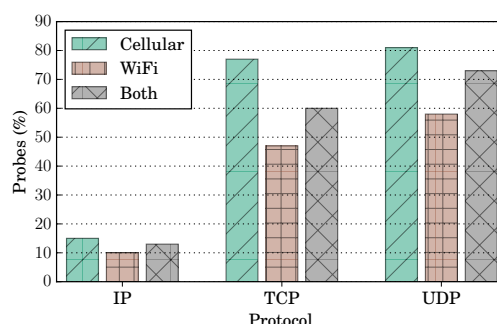 90
80
70
60
50
40
30
20
10
0
Probes (%)
Cellular
WiFi
Both
IP TCP UDP
Protocol